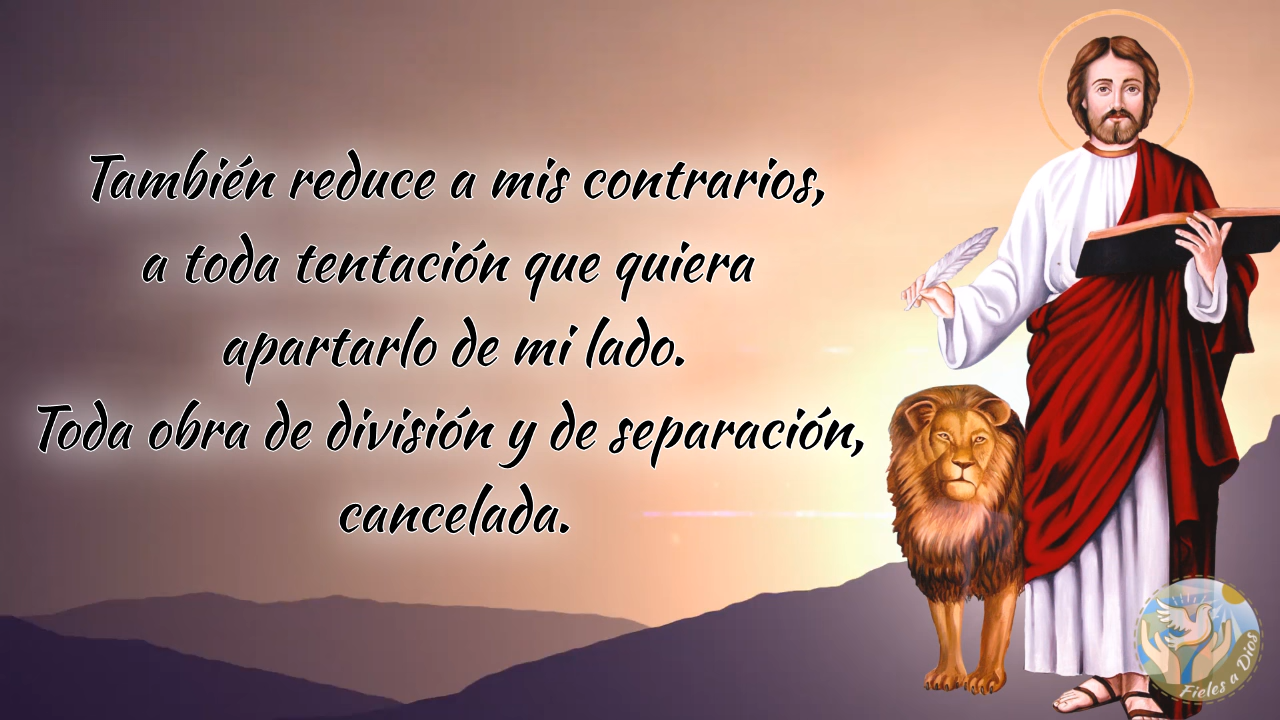 También reduce a mis contrarios,
a toda tentación que quiera
apartarlo de mi lado.
Toda obra de división y de separación,
cancelada.
Fieles a Dios